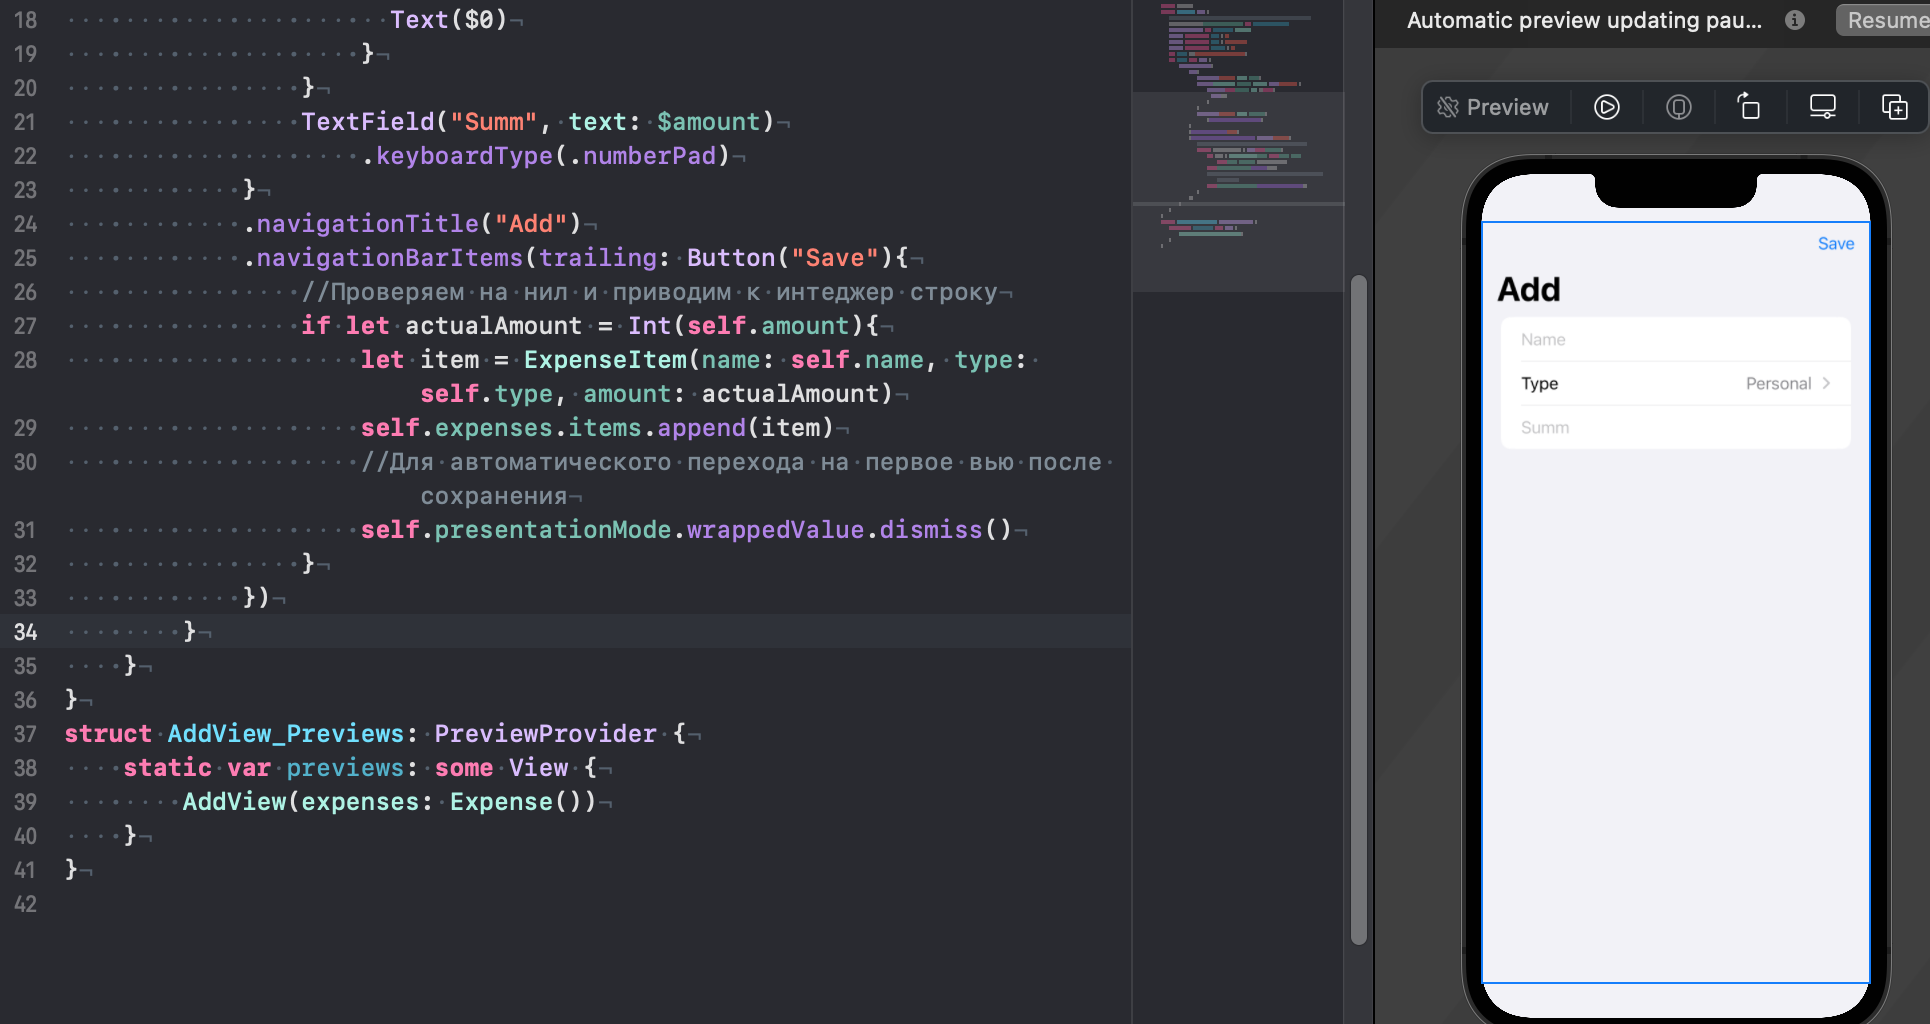 18 Text($0)¬
19 }¬
20 }¬
21 TextField("Summ", text: $amount)¬
22 .keyboardType(.numberPad)¬
23 }¬
24 .navigationTitle("Add")¬
25 .navigationBarItems(trailing: Button("Save"){¬
26 //Проверяем на нил и приводим к интеджер строку¬
27 if let actualAmount = Int(self.amount){¬
28 let item = ExpenseItem(name: self.name, type:
self.type, amount: actualAmount)¬
29 self.expenses.items.append(item)¬
30 //Для автоматического перехода на первое вью после
сохранения¬
31 self.presentationMode.wrappedValue.dismiss()¬
32 }¬
33 })¬
34 }¬
35 }¬
36 }¬
37 struct AddView_Previews: PreviewProvider {¬
38 static var previews: some View {¬
39 AddView(expenses: Expense())¬
40 }¬
41 }¬
42
Automatic preview updating pau...
Resume
Preview
Save
Add
Name
Type Personal
Summ